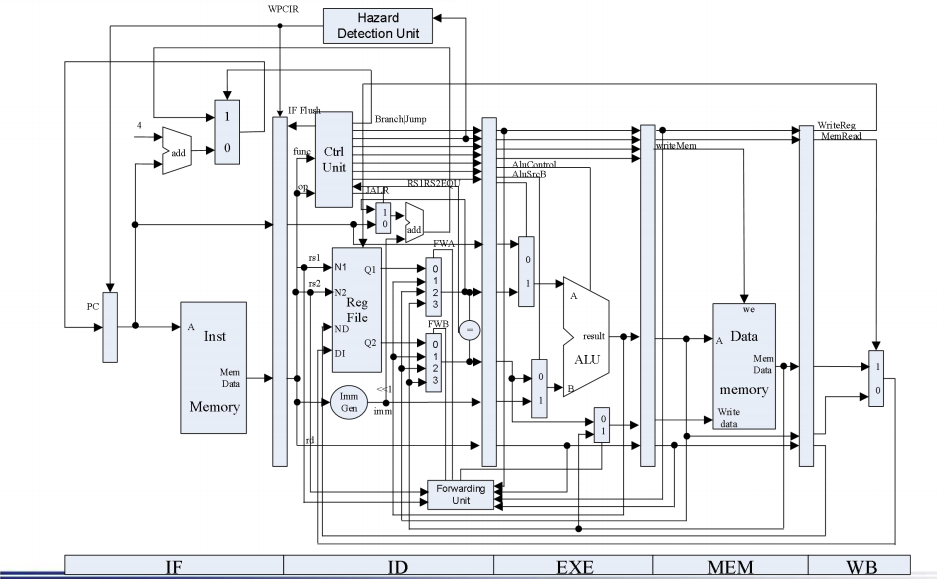 WPCIR
Hazard
Detection Unit
IF Flush
Branch|Jump
WriteReg
MemRead
1
0
4
add
func
Ctrl
Unit
op
writeMem
AluControl
AluSrcB
RS1RS2EQU
JALR
1
0
add
FWA
rs1
N1
Q1
rs2
N2
Reg
File
ND
DI
Q2
0
1
2
3
FWB
0
1
2
3
=
0
1
A
result
ALU
B
0
1
we
A
Data
Mem
Data
memory
Write
data
1
0
PC
A
Inst
Mem
Data
Memory
Imm
Gen
<<1
imm
0
1
rd
Forwarding
Unit
IF
ID
EXE
MEM
WB